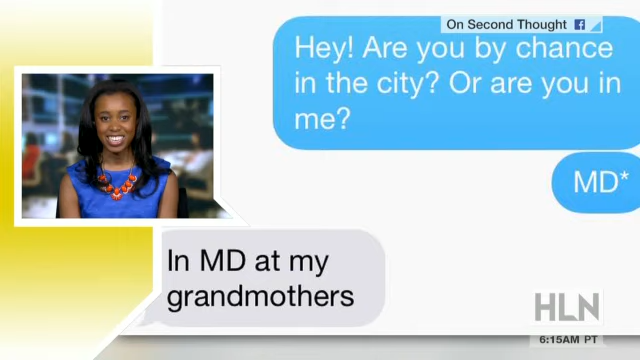 On Second Thought
Hey! Are you by chance
in the city? Or are you in
me?
MD*
In MD at my
grandmothers
HLN
6:15AM PT